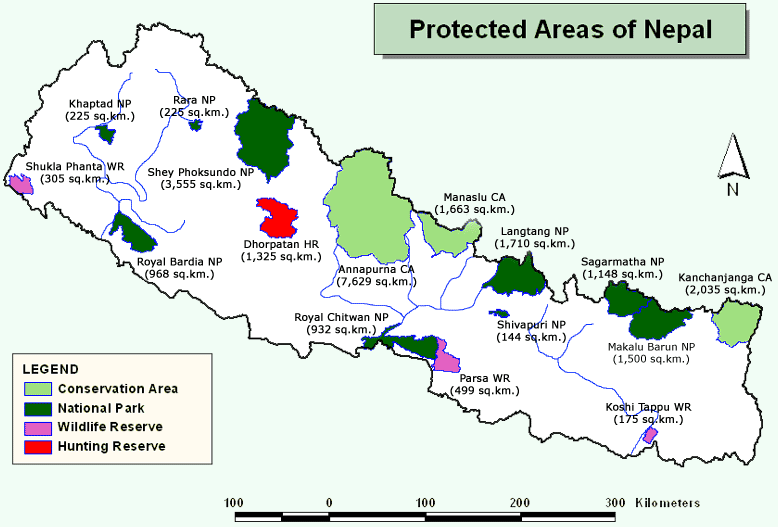 Protected Areas of Nepal
Khaptad NP
(225 sq.km.)
Rara NP
(225 sq.km.)
Shukla Phanta WR
(305 sq.km.)
Shey Phoksundo NP
(3,555 sq.km.)
Manaslu CA
(1,663 sq.km.)
N
Royal Bardia NP
(968 sq.km.)
Dhorpatan HR
(1,325 sq.km.)
Annapurna CA
(7,629 sq.km.)
Langtang NP
(1,710 sq.km.)
Sagarmatha NP
(1,148 sq.km.)
Kanchanjanga CA
(2,035 sq.km.)
Royal Chitwan NP
(932 sq.km.)
Shivapuri NP
(144 sq.km.)
Makalu Barun NP
(1,500 sq.km.)
Parsa WR
(499 sq.km.)
Koshi Tappu WR
(175 sq.km.)
LEGEND
Conservation Area
National Park
Wildlife Reserve
Hunting Reserve
100 0 100 200 300 Kilometers